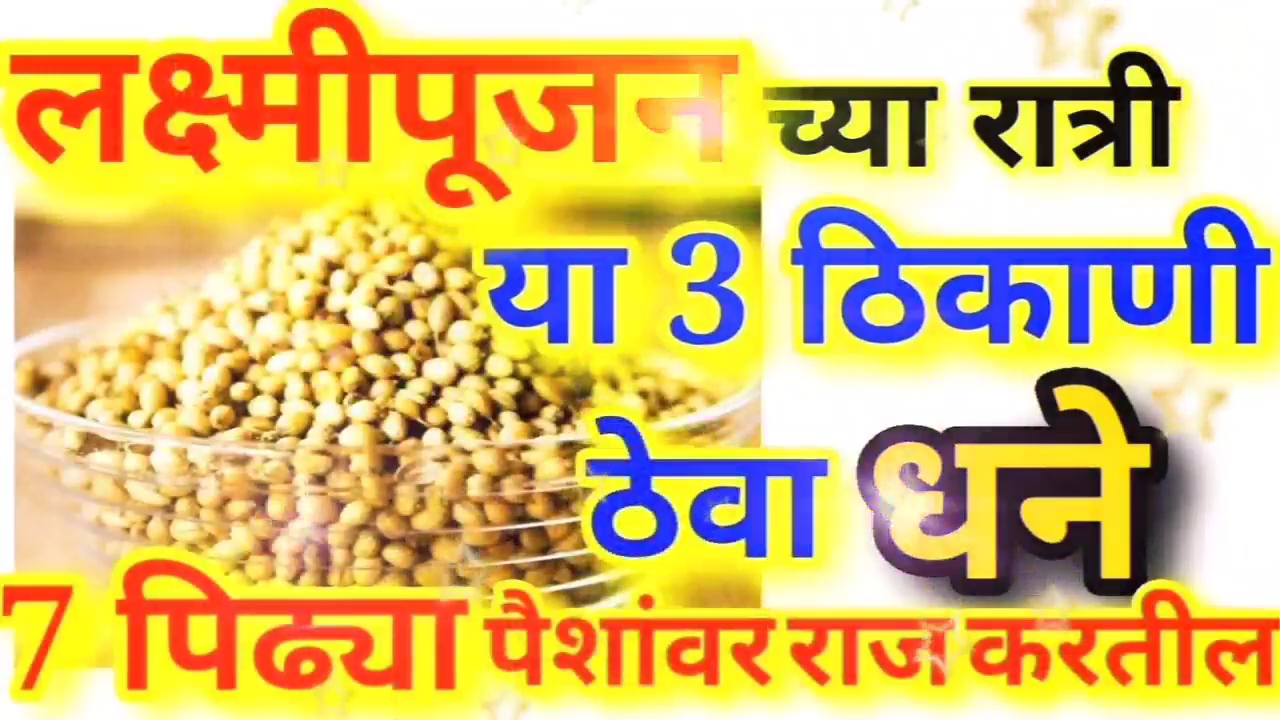 लक्ष्मीपूजन च्या रात्री
या 3 ठिकाणी
ठेवा धने
7 पिढ्या पैशांवर राज करतील